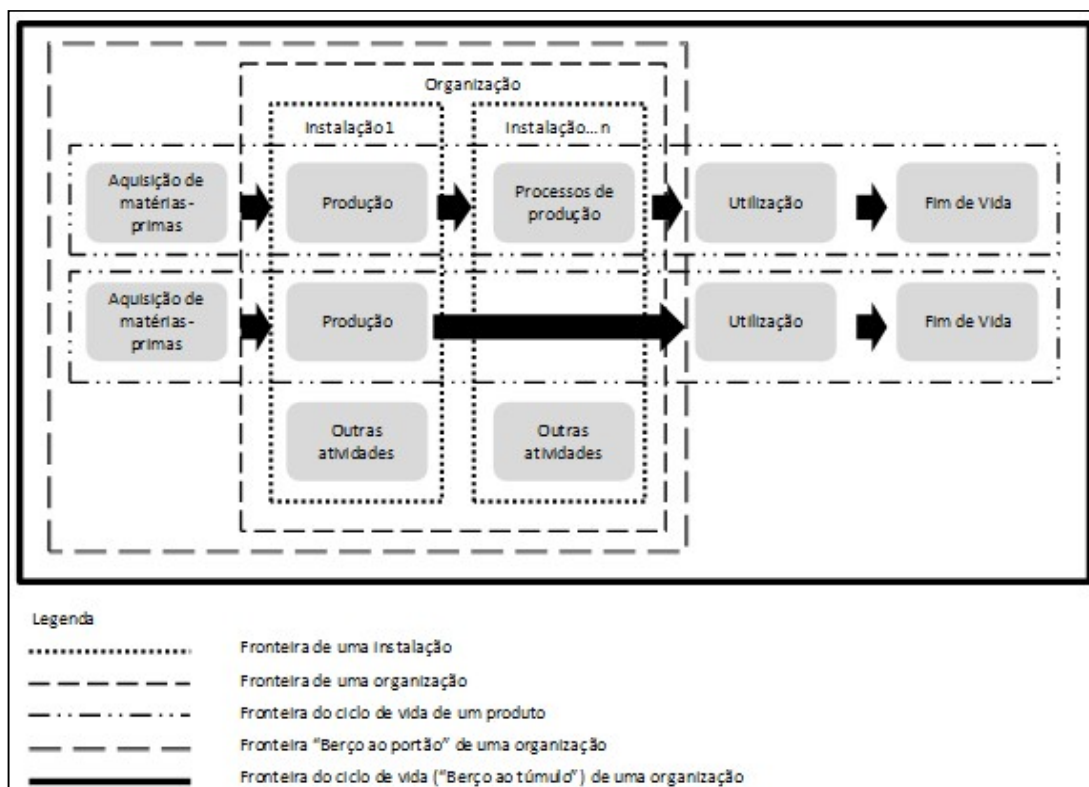 Organização
Instalação 1
Instalação...n
Aquisição de
matérias-
primas
Produção
Processos de
produção
Utilização
Fim de Vida
Aquisição de
matérias-
primas
Produção
Utilização
Fim de Vida
Outras
atividades
Outras
atividades
Legenda
Fronteira de uma instalação
Fronteira de uma organização
Fronteira do ciclo de vida de um produto
Fronteira “Berço ao portão” de uma organização
Fronteira do ciclo de vida (“Berço ao túmulo”) de uma organização